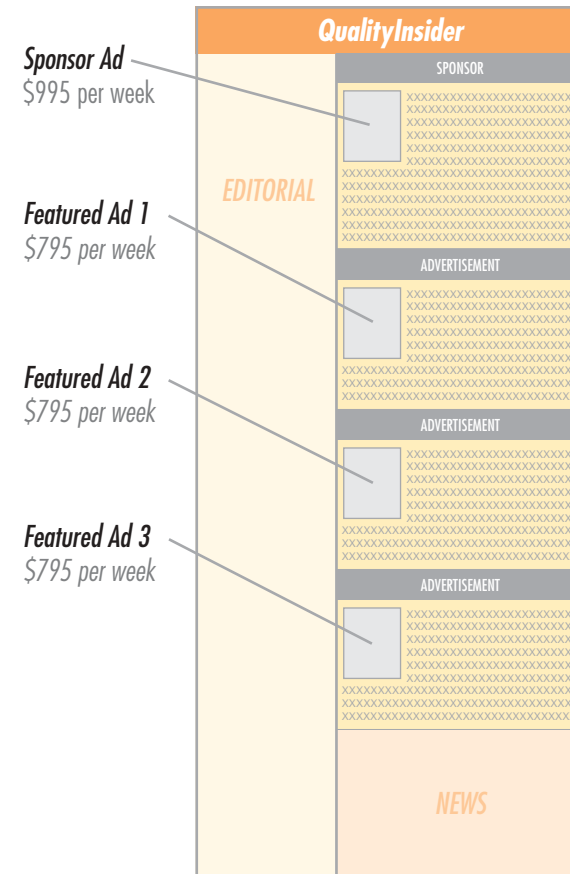 QualityInsider
Sponsor Ad
$995 per week
SPONSOR
EDITORIAL
Featured Ad 1
$795 per week
ADVERTISEMENT
Featured Ad 2
$795 per week
ADVERTISEMENT
Featured Ad 3
$795 per week
ADVERTISEMENT
NEWS